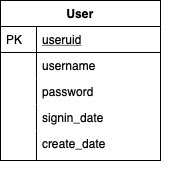 User
PK useruid
username
password
signin_date
create_date